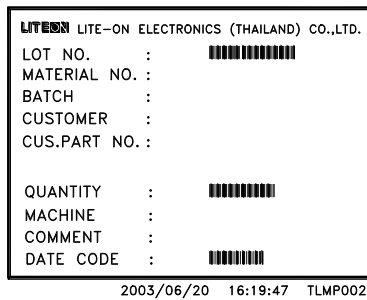 LITEON LITE-ON ELECTRONICS (THAILAND) CO.,LTD.
LOT NO. :
MATERIAL NO. :
BATCH :
CUSTOMER :
CUS.PART NO. :
QUANTITY :
MACHINE :
COMMENT :
DATE CODE :
2003/06/20 16:19:47 TLMP002